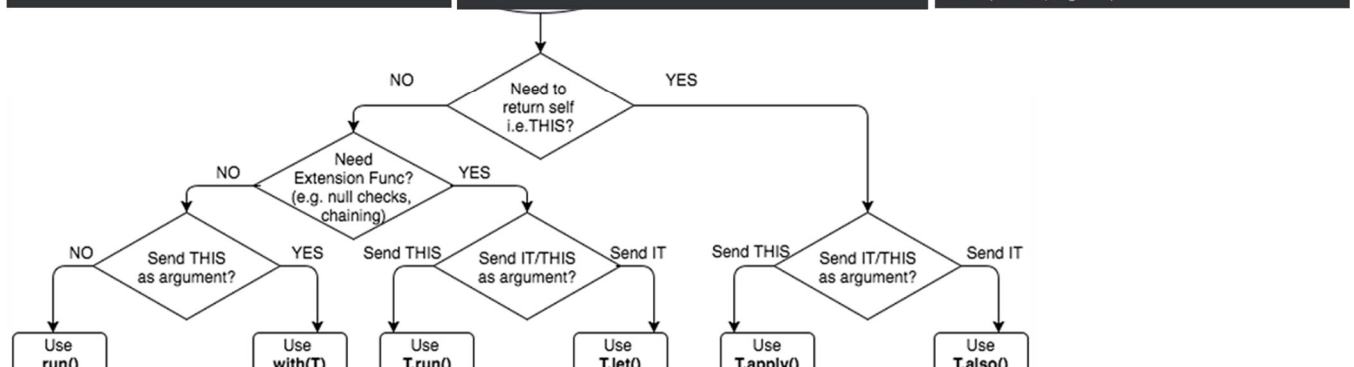 NO
YES
Need to
return self
i.e.THIS?
NO
YES
Need
Extension Func?
(e.g. null checks,
chaining)
NO
YES
Send THIS
as argument?
Send THIS
Send IT
Send IT/THIS
as argument?
Send THIS
Send IT
Send IT/THIS
as argument?
Use
run()
Use
with(T)
Use
T.run()
Use
T.let()
Use
T.apply()
Use
T.also()